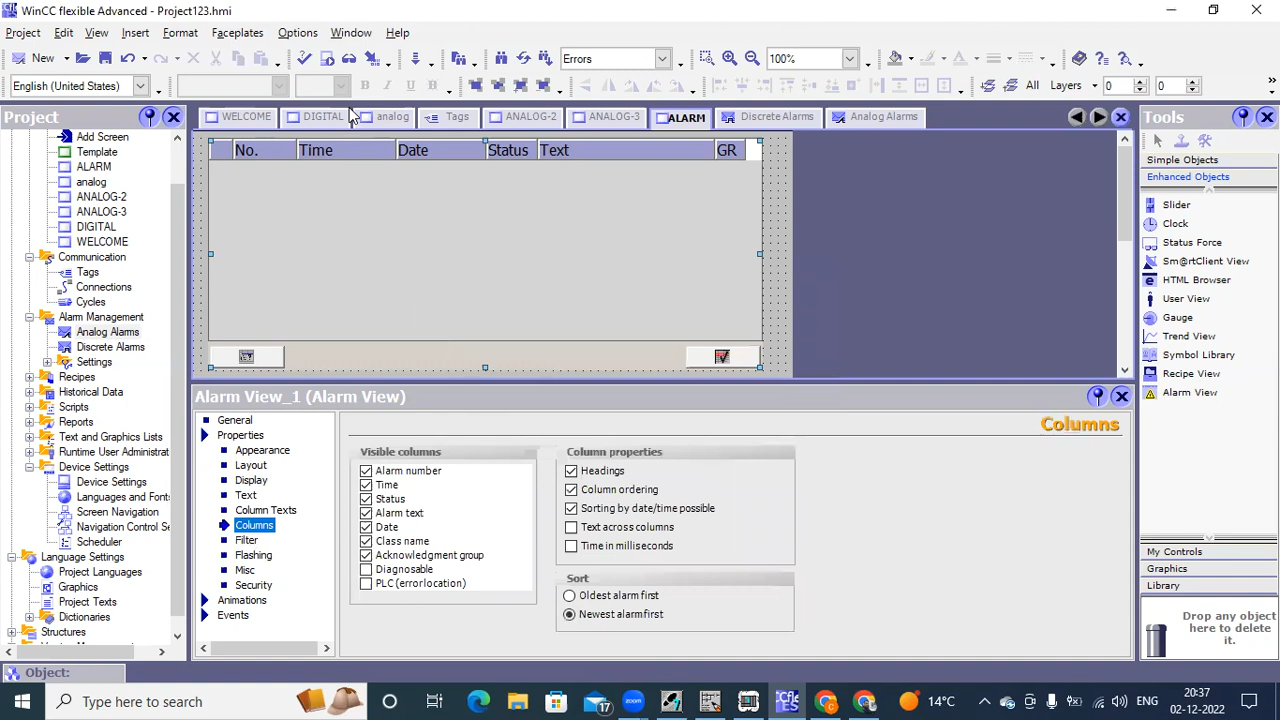 WinCC flexible Advanced - Project123.hmi
Project Edit View Insert Format Faceplates Options Window Help
New Errors 100%
English (United States) B I U All Layers 0 0
Project
WELCOME DIGITAL analog Tags ANALOG-2 ANALOG-3 ALARM Discrete Alarms Analog Alarms
Tools
Add Screen
Template
ALARM
analog
ANALOG-2
ANALOG-3
DIGITAL
WELCOME
Communication
Tags
Connections
Cycles
Alarm Management
Analog Alarms
Discrete Alarms
Settings
Recipes
Historical Data
Scripts
Reports
Text and Graphics Lists
Runtime User Administrat
Device Settings
Device Settings
Languages and Fonts
Screen Navigation
Navigation Control Se
Scheduler
Language Settings
Project Languages
Graphics
Project Texts
Dictionaries
Structures
No. Time Date Status Text GR
Simple Objects
Enhanced Objects
Slider
Clock
Status Force
Sm@rtClient View
HTML Browser
User View
Gauge
Trend View
Symbol Library
Recipe View
Alarm View
My Controls
Graphics
Library
Drop any object here to delete it.
Alarm View_1 (Alarm View)
General
Properties
Appearance
Layout
Display
Text
Column Texts
Columns
Filter
Flashing
Misc
Security
Animations
Events
Columns
Visible columns
Alarm number
Time
Status
Alarm text
Date
Class name
Acknowledgment group
Diagnosable
PLC (error location)
Column properties
Headings
Column ordering
Sorting by date/time possible
Text across columns
Time in milliseconds
Sort
Oldest alarm first
Newest alarm first
Object:
Type here to search
zoom
17
14°C
ENG
20:37
02-12-2022